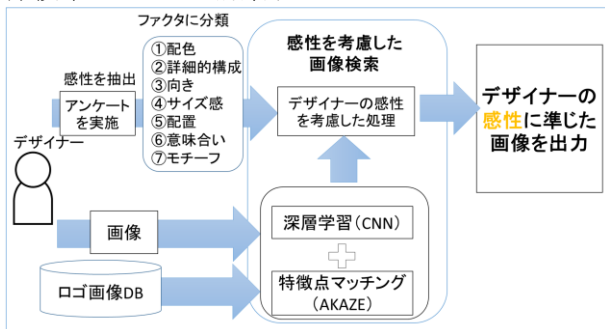 ファクタに分類
感性を抽出
アンケート
を実施
①配色
②詳細的構成
③向き
④サイズ感
⑤配置
⑥意味合い
⑦モチーフ
感性を考慮した
画像検索
デザイナーの感性
を考慮した処理
デザイナーの
感性に準じた
画像を出力
デザイナー
画像
深層学習(CNN)
特徴点マッチング
(AKAZE)
ロゴ画像DB